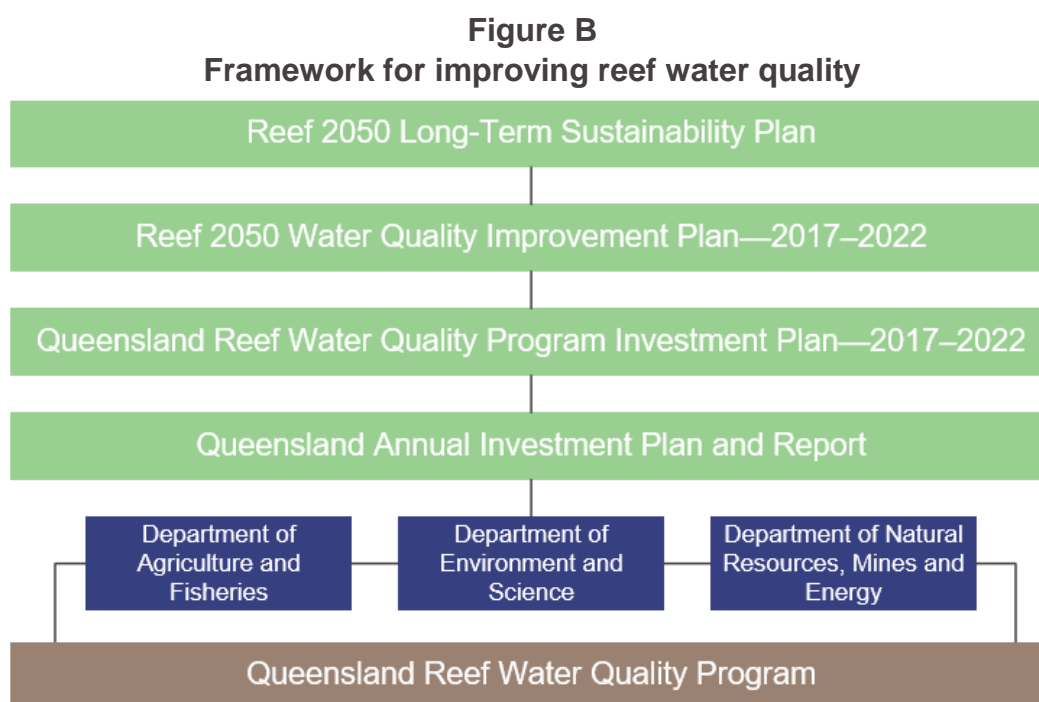 Figure B
Framework for improving reef water quality
Reef 2050 Long-Term Sustainability Plan
Reef 2050 Water Quality Improvement Plan—2017–2022
Queensland Reef Water Quality Program Investment Plan—2017–2022
Queensland Annual Investment Plan and Report
Department of
Agriculture and
Fisheries
Department of
Environment and
Science
Department of Natural
Resources, Mines and
Energy
Queensland Reef Water Quality Program